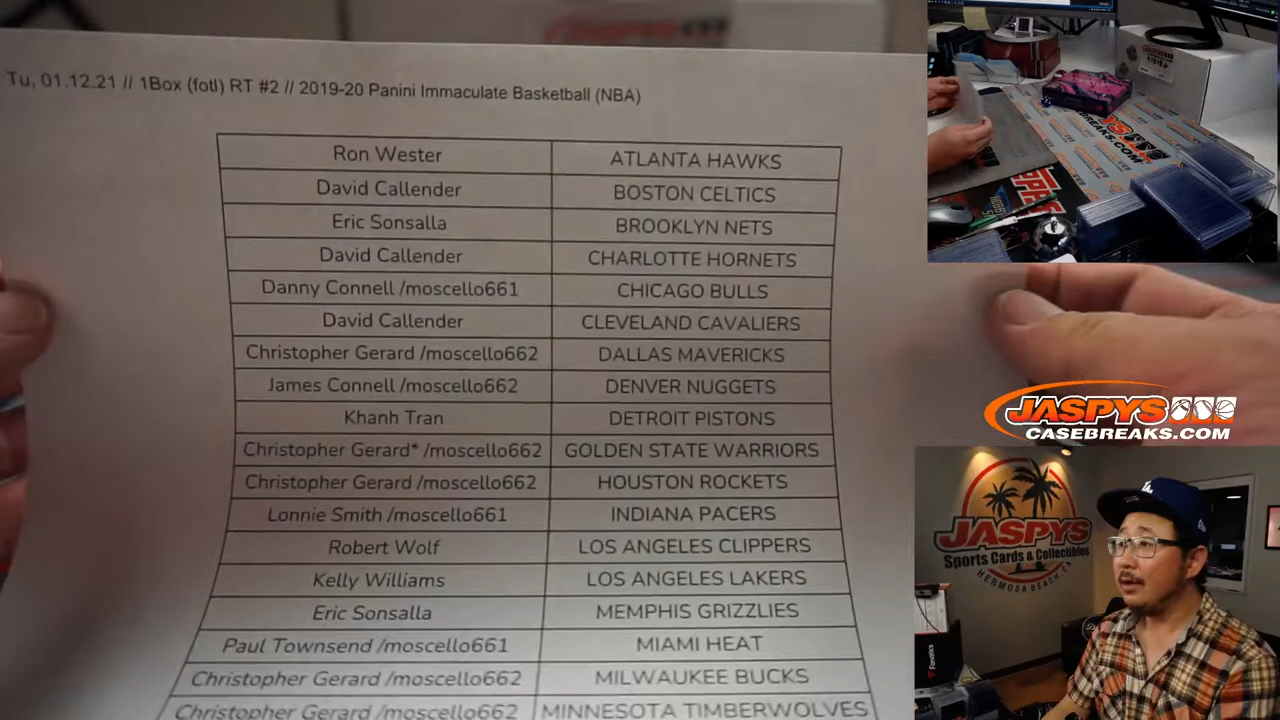 Tu, 01.12.21 // 1Box (fotl) RT #2 // 2019-20 Panini Immaculate Basketball (NBA)
Ron Wester ATLANTA HAWKS
David Callender BOSTON CELTICS
Eric Sonsalla BROOKLYN NETS
David Callender CHARLOTTE HORNETS
Danny Connell /moscello661 CHICAGO BULLS
David Callender CLEVELAND CAVALIERS
Christopher Gerard /moscello662 DALLAS MAVERICKS
James Connell /moscello662 DENVER NUGGETS
Khanh Tran DETROIT PISTONS
Christopher Gerard* /moscello662 GOLDEN STATE WARRIORS
Christopher Gerard /moscello662 HOUSTON ROCKETS
Lonnie Smith /moscello661 INDIANA PACERS
Robert Wolf LOS ANGELES CLIPPERS
Kelly Williams LOS ANGELES LAKERS
Eric Sonsalla MEMPHIS GRIZZLIES
Paul Townsend /moscello661 MIAMI HEAT
Christopher Gerard /moscello662 MILWAUKEE BUCKS
Christopher Gerard /moscello662 MINNESOTA TIMBERWOLVES
JASPYS
CASEBREAKS.COM
JASPYS
Sports Cards & Collectibles
HERMOSA BEACH, CA
LA
Fanatics
TOPPS